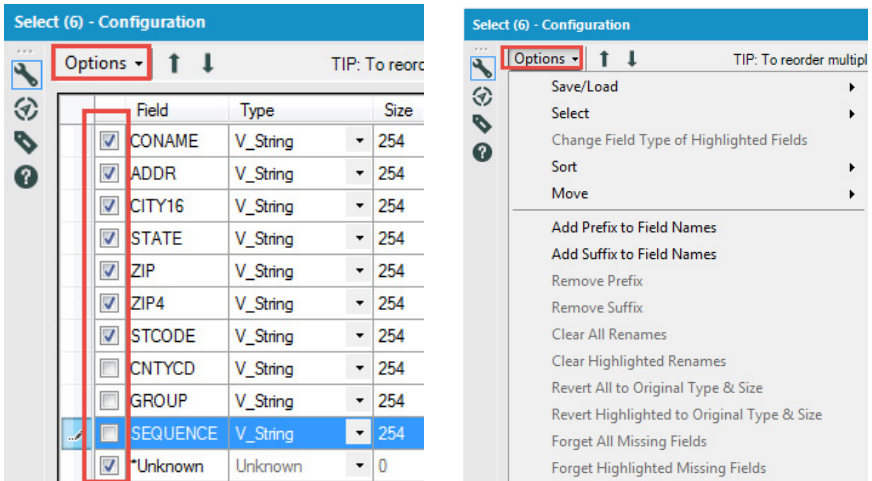 Select (6) - Configuration
Options
TIP: To reorc
Field Type Size
CONAME V_String 254
ADDR V_String 254
CITY16 V_String 254
STATE V_String 254
ZIP V_String 254
ZIP4 V_String 254
STCODE V_String 254
CNTYCD V_String 254
GROUP V_String 254
SEQUENCE V_String 254
*Unknown Unknown 0
Select (6) - Configuration
Options
TIP: To reorder multipl
Save/Load
Select
Change Field Type of Highlighted Fields
Sort
Move
Add Prefix to Field Names
Add Suffix to Field Names
Remove Prefix
Remove Suffix
Clear All Renames
Clear Highlighted Renames
Revert All to Original Type & Size
Revert Highlighted to Original Type & Size
Forget All Missing Fields
Forget Highlighted Missing Fields